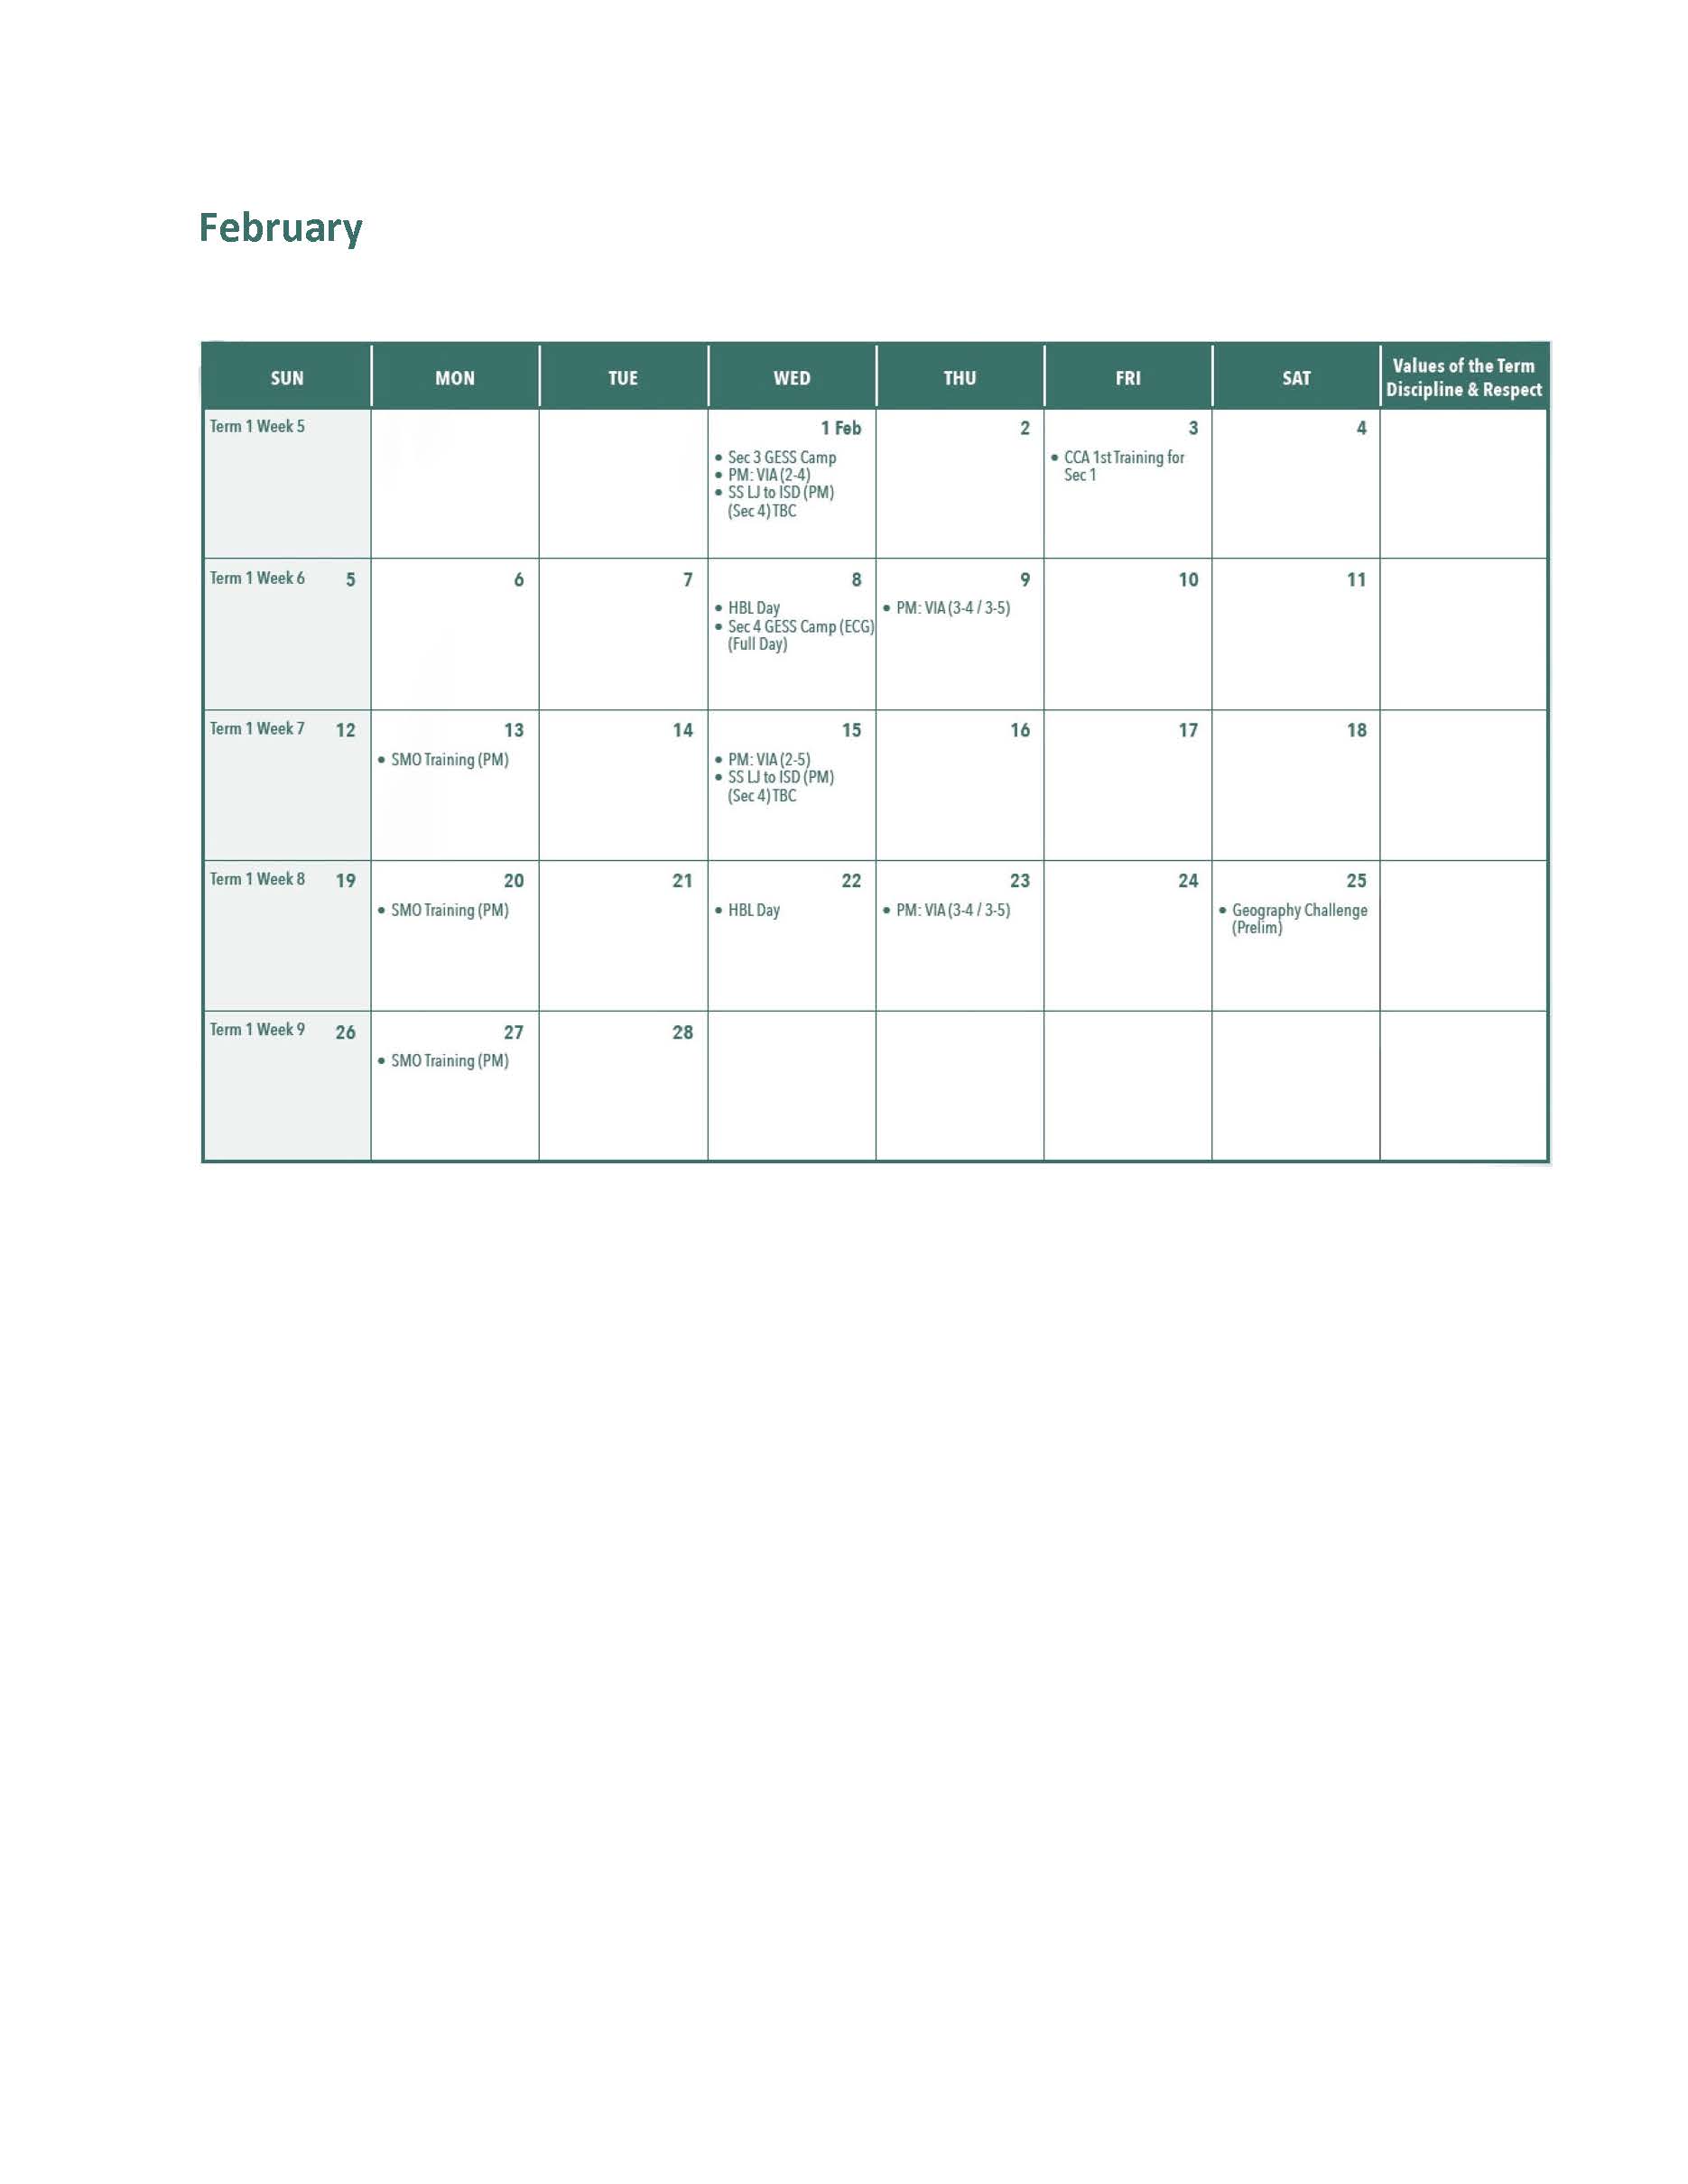 February
SUN MON TUE WED THU FRI SAT Values of the Term
Discipline & Respect
Term 1 Week 5 1 Feb 2 3 4
• Sec 3 GESS Camp • CCA 1st Training for
• PM: VIA (2-4) Sec 1
• SS LJ to ISD (PM)
(Sec 4) TBC
Term 1 Week 6 5 6 7 8 9 10 11
• HBL Day • PM: VIA (3-4 / 3-5)
• Sec 4 GESS Camp (ECG)
(Full Day)
Term 1 Week 7 12 13 14 15 16 17 18
• SMO Training (PM) • PM: VIA (2-5)
• SS LJ to ISD (PM)
(Sec 4) TBC
Term 1 Week 8 19 20 21 22 23 24 25
• SMO Training (PM) • HBL Day • PM: VIA (3-4 / 3-5) • Geography Challenge
(Prelim)
Term 1 Week 9 26 27 28
• SMO Training (PM)